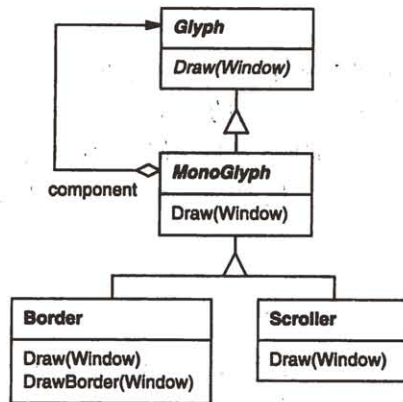 Glyph
Draw(Window)
component
MonoGlyph
Draw(Window)
Border
Draw(Window)
DrawBorder(Window)
Scroller
Draw(Window)